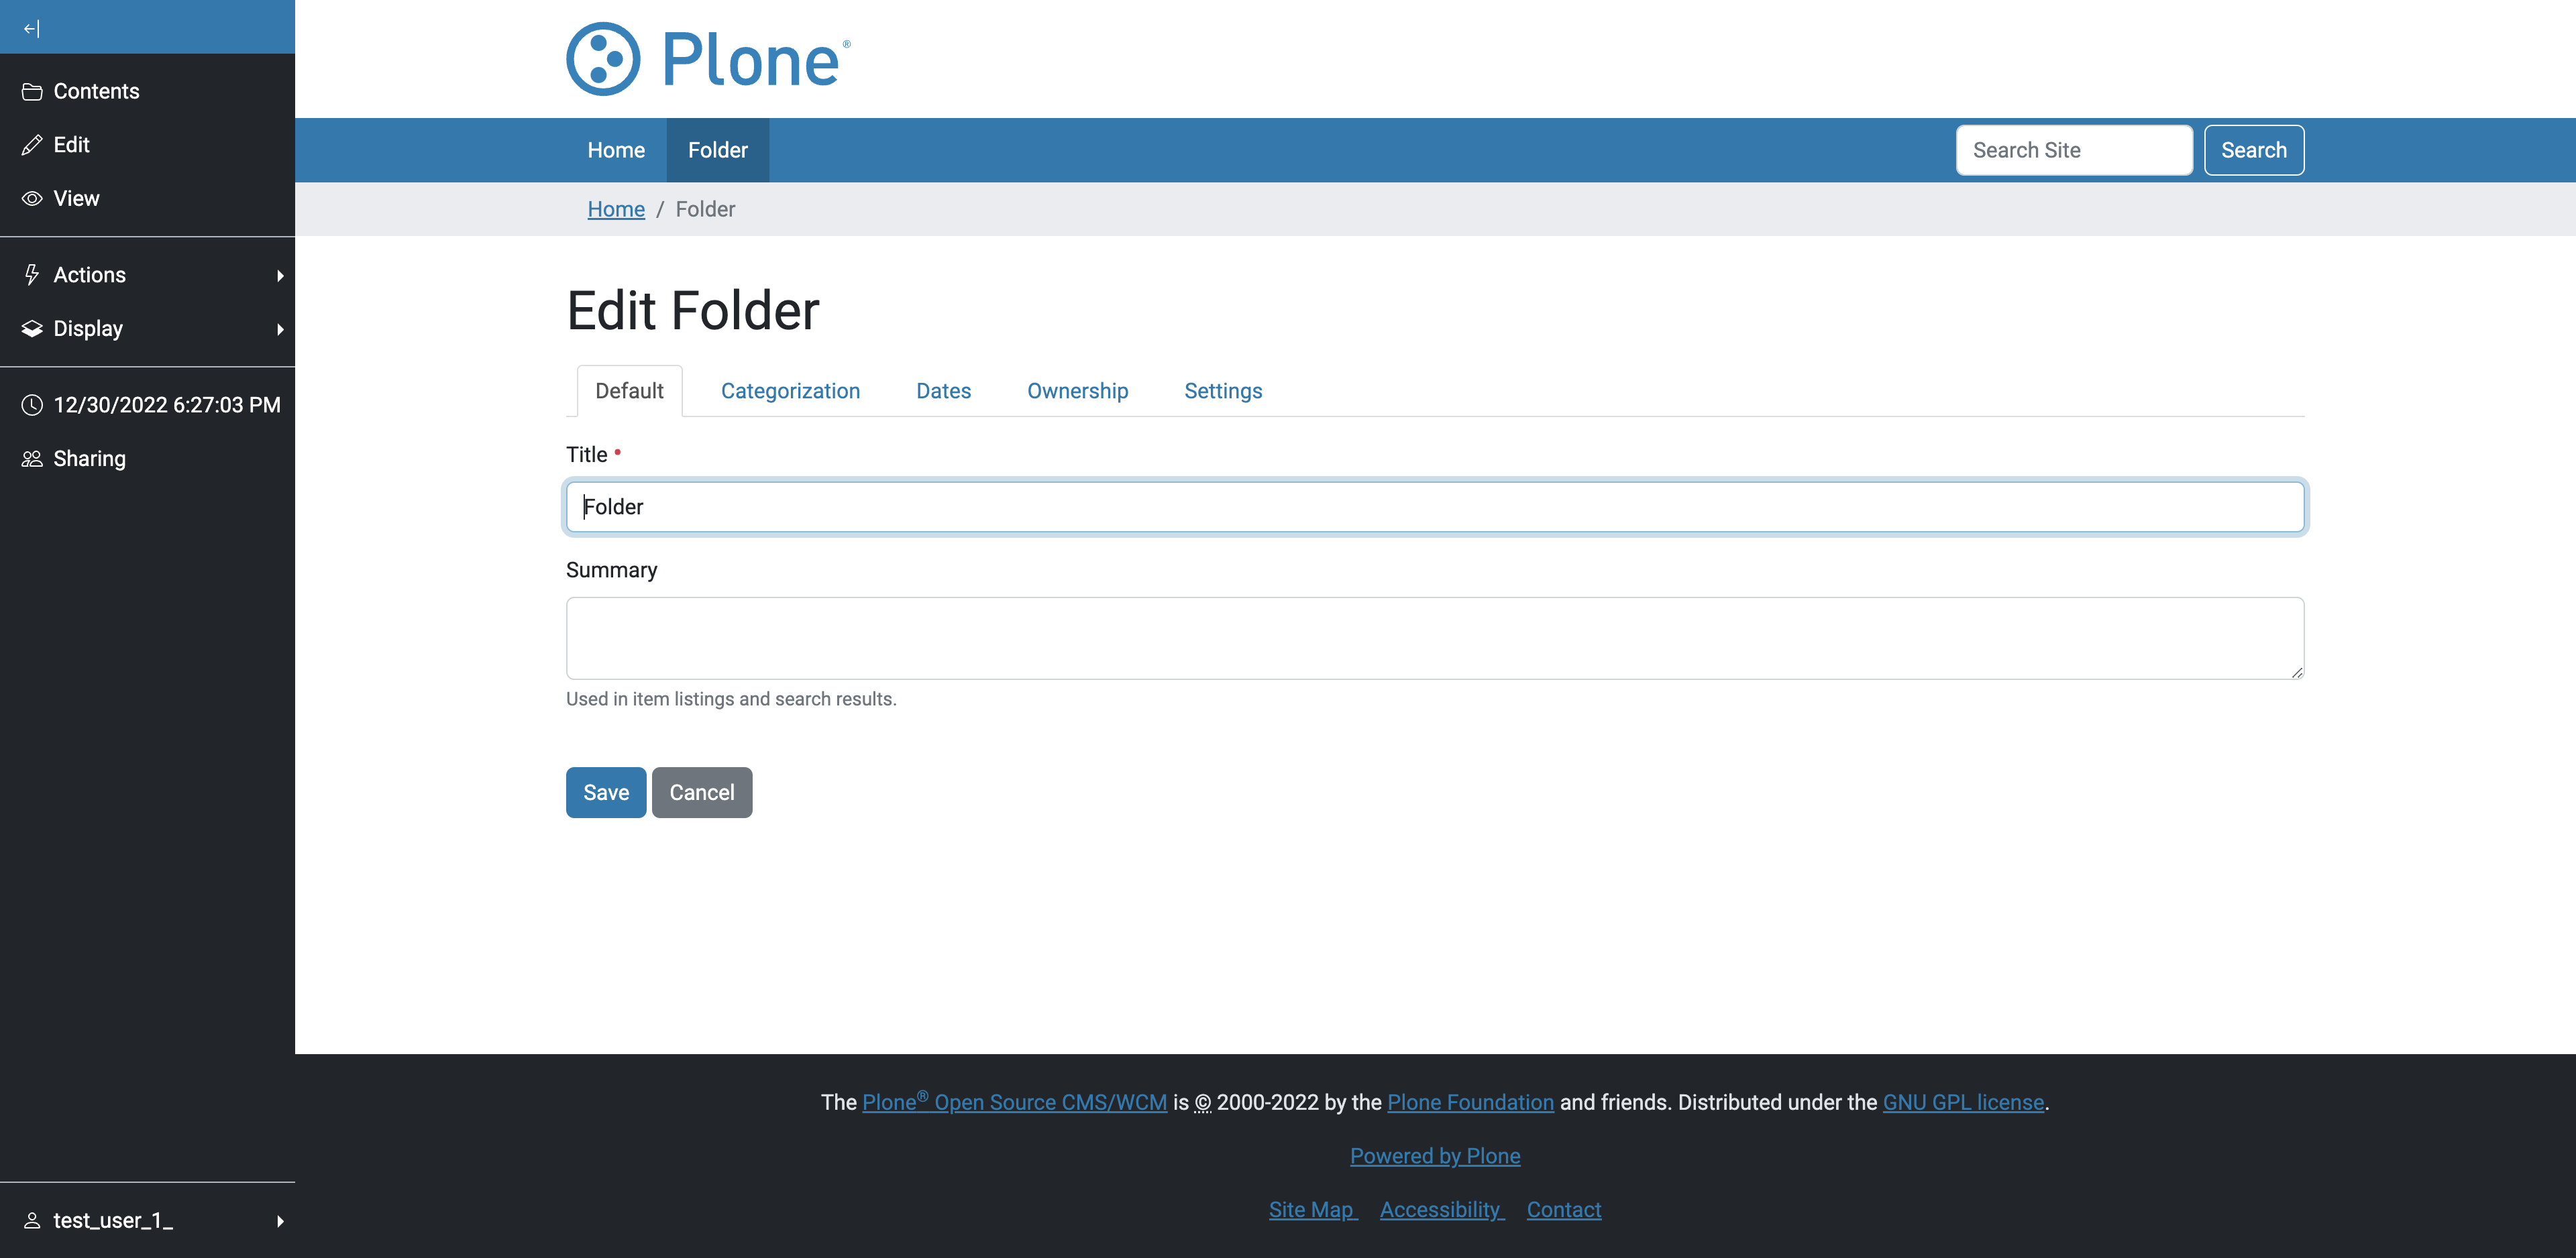 Contents
Edit
View
Actions
Display
12/30/2022 6:27:03 PM
Sharing
test_user_1_
Plone®
Home Folder Search Site Search
Home / Folder
Edit Folder
Default Categorization Dates Ownership Settings
Title •
Folder
Summary
Used in item listings and search results.
Save Cancel
The Plone® Open Source CMS/WCM is © 2000-2022 by the Plone Foundation and friends. Distributed under the GNU GPL license.
Powered by Plone
Site Map Accessibility Contact